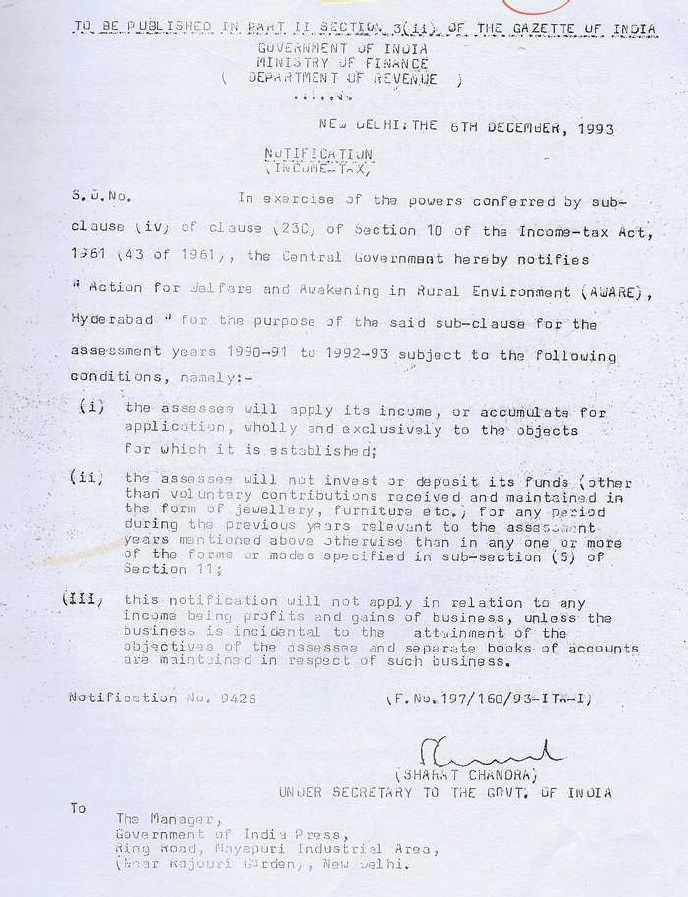 TO BE PUBLISHED IN PART II SECTION 3(ii) OF THE GAZETTE OF INDIA
GOVERNMENT OF INDIA
MINISTRY OF FINANCE
( DEPARTMENT OF REVENUE )
.......
NEW DELHI:THE 6TH DECEMBER, 1993
NOTIFICATION
(INCOME-TAX)
S.O.No. In exercise of the powers conferred by sub-
clause (iv) of clause (23C) of Section 10 of the Income-tax Act,
1961 (43 of 1961), the Central Government hereby notifies
" Action for Welfare and Awakening in Rural Environment (AWARE),
Hyderabad " for the purpose of the said sub-clause for the
assessment years 1990-91 to 1992-93 subject to the following
conditions, namely:-
(i) the assessee will apply its income, or accumulate for
application, wholly and exclusively to the objects
for which it is established;
(ii) the assessee will not invest or deposit its funds (other
than voluntary contributions received and maintained in
the form of jewellery, furniture etc.) for any period
during the previous years relevant to the assessment
years mentioned above otherwise than in any one or more
of the forms or modes specified in sub-section (5) of
Section 11;
(III) this notification will not apply in relation to any
income being profits and gains of business, unless the
business is incidental to the attainment of the
objectives of the assessee and separate books of accounts
are maintained in respect of such business.
Notification No. 9426 (F.No.197/160/93-ITA-I)
(SHARAT CHANDRA)
UNDER SECRETARY TO THE GOVT. OF INDIA
To
The Manager,
Government of India Press,
Ring Road, Mayapuri Industrial Area,
(Near Rajouri Garden), New Delhi.